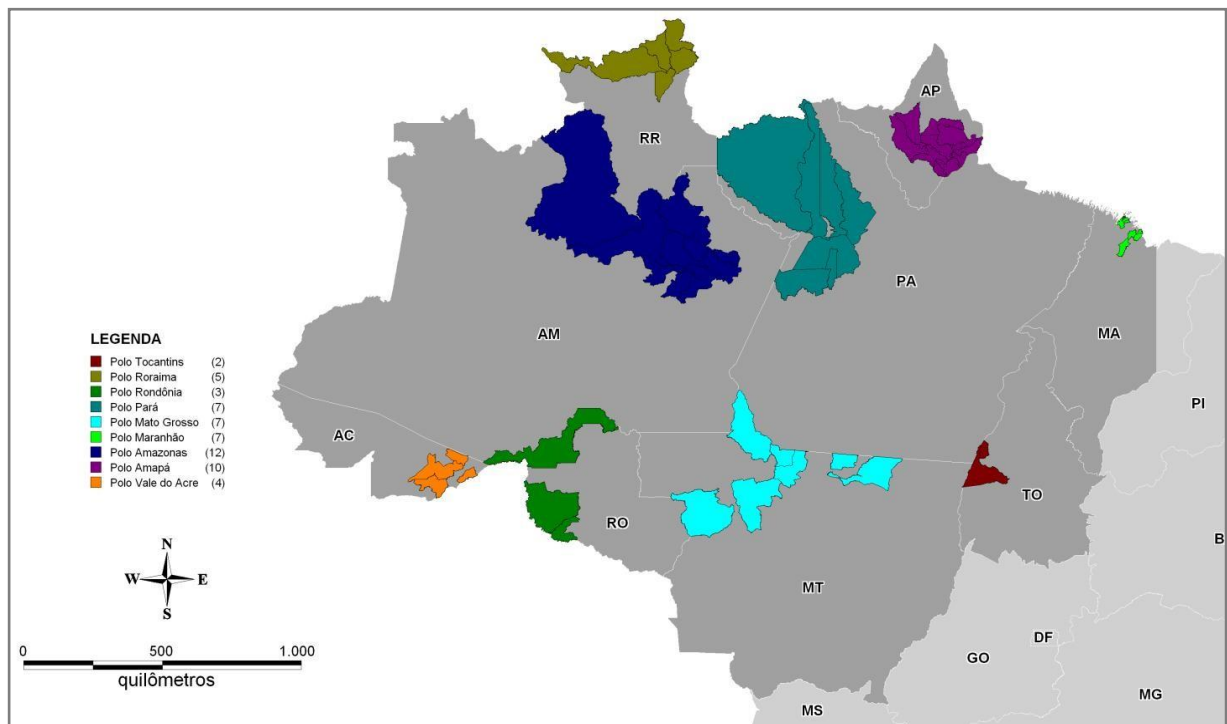 AP
RR
PA
AM
MA
PI
LEGENDA
Polo Tocantins (2)
Polo Roraima (5)
Polo Rondônia (3)
Polo Pará (7)
Polo Mato Grosso (7)
Polo Maranhão (7)
Polo Amazonas (12)
Polo Amapá (10)
Polo Vale do Acre (4)
AC
TO
RO
B
N
W E
S
MT
DF
GO
MG
MS
0 500 1.000
quilômetros